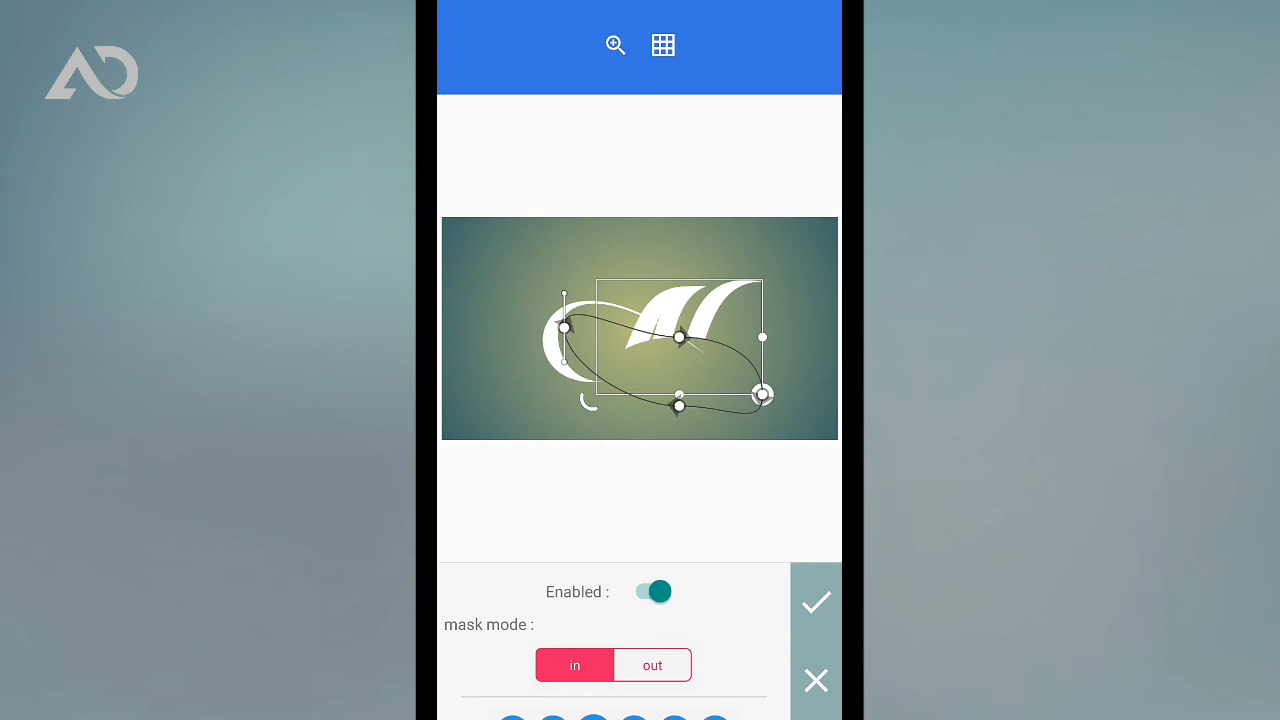 Enabled :
mask mode :
in out